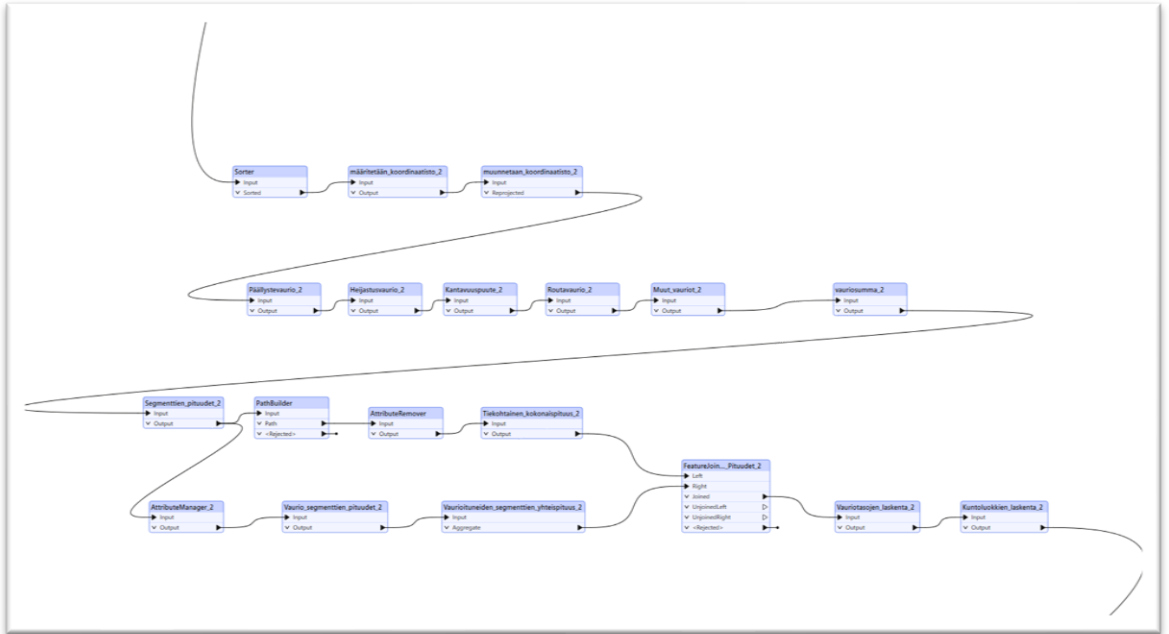 Sorter
Input
Sorted
määritetään_koordinaatisto_2
Input
Output
muunnetaan_koordinaatisto_2
Input
Reprojected
Päällystevaurio_2
Input
Output
Heijastusvaurio_2
Input
Output
Kantavuuspuute_2
Input
Output
Routavaurio_2
Input
Output
Muut_vauriot_2
Input
Output
vauriosumma_2
Input
Output
Segmenttien_pituudet_2
Input
Output
PathBuilder
Input
Path
<Rejected>
AttributeRemover
Input
Output
Tiekohtainen_kokonaispituus_2
Input
Output
AttributeManager_2
Input
Output
Vaurio_segmenttien_pituudet_2
Input
Output
Vaurioituneiden_segmenttien_yhteispituus_2
Input
Aggregate
FeatureJoin..._Pituudet_2
Left
Right
Joined
UnjoinedLeft
UnjoinedRight
<Rejected>
Vauriotasojen_laskenta_2
Input
Output
Kuntoluokkien_laskenta_2
Input
Output